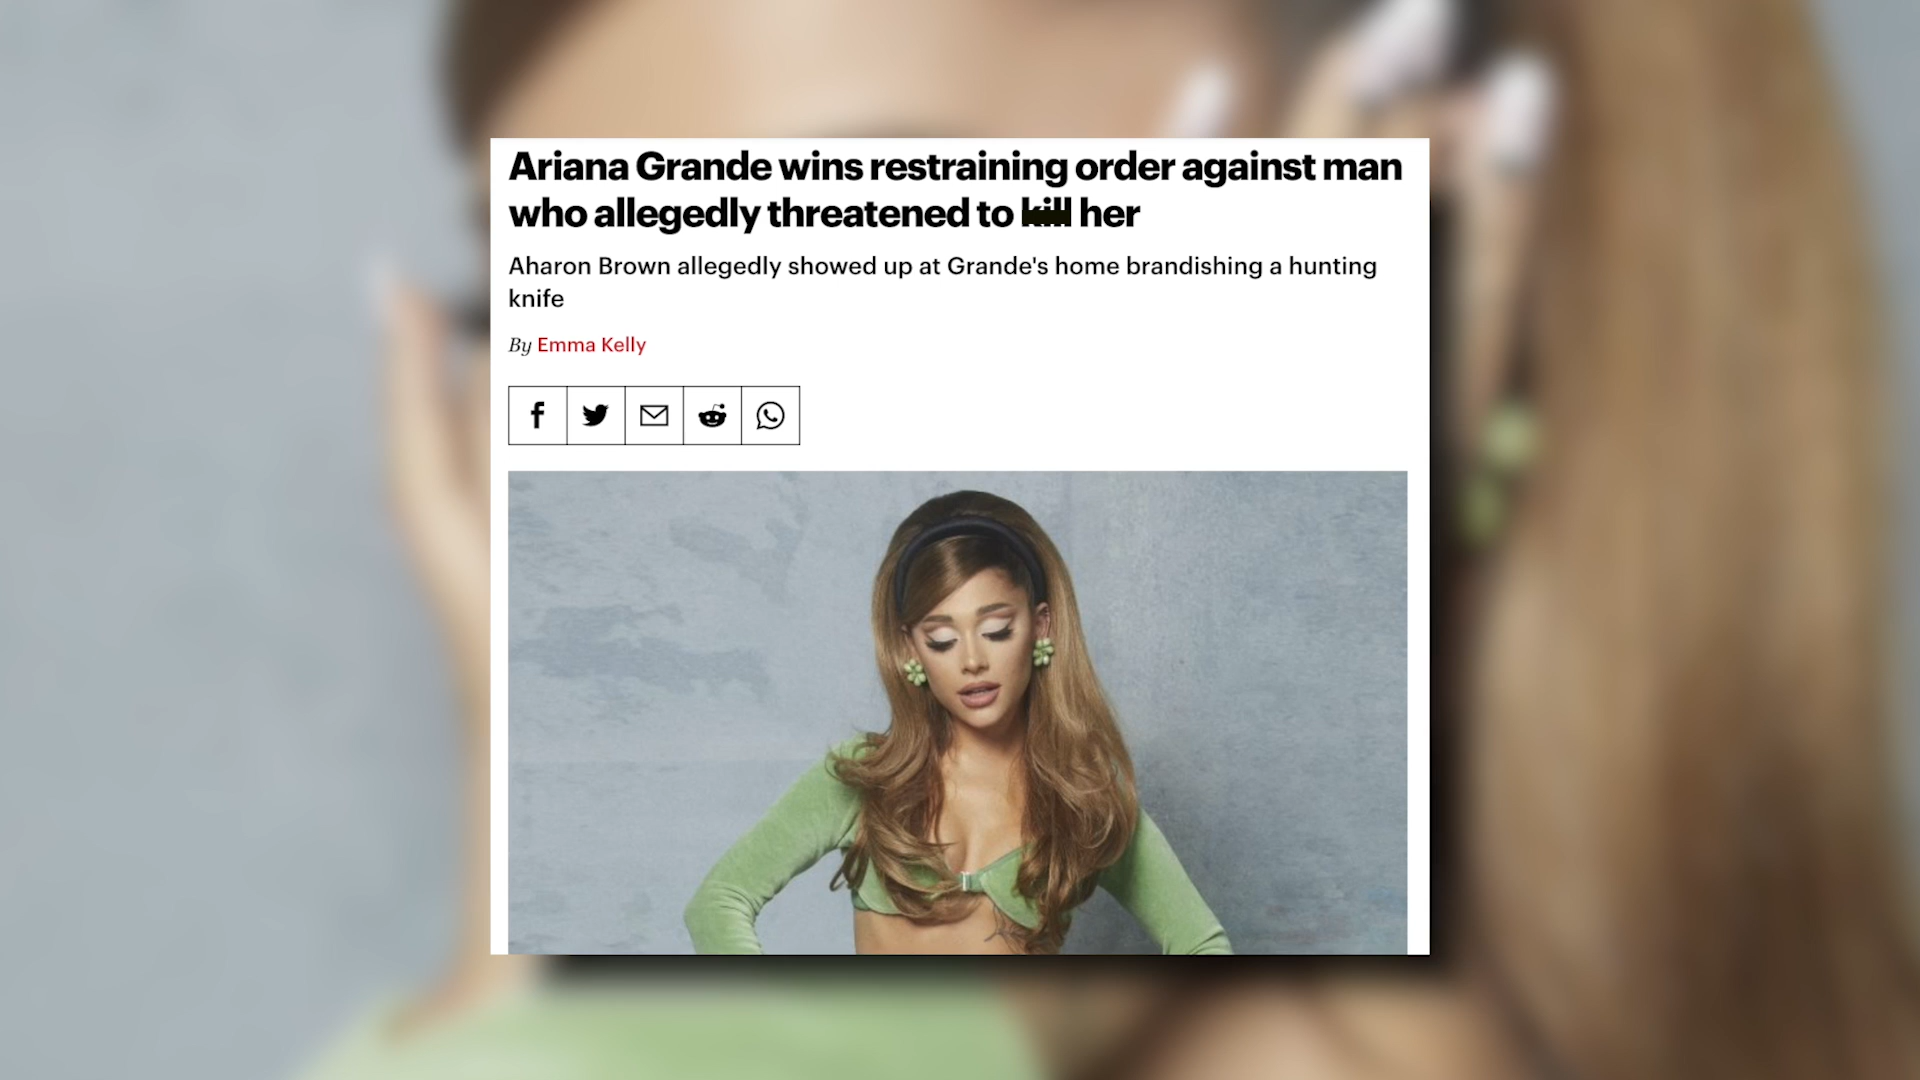 Ariana Grande wins restraining order against man
who allegedly threatened to kill her
Aharon Brown allegedly showed up at Grande's home brandishing a hunting
knife
By Emma Kelly